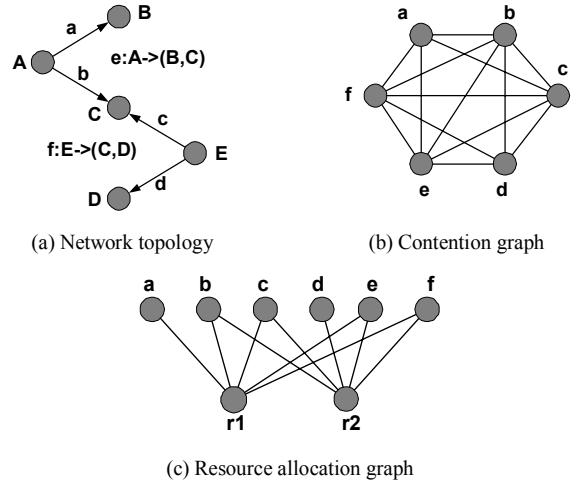 B
a
e:A->(B,C)
A
b
C
c
f:E->(C,D)
E
D
d
(a) Network topology
a
b
c
f
e
d
(b) Contention graph
a b c d e f
r1 r2
(c) Resource allocation graph